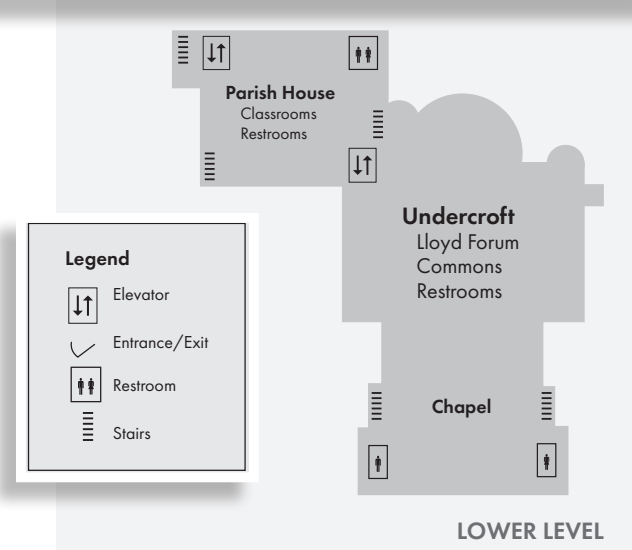 Parish House
Classrooms
Restrooms
Undercroft
Lloyd Forum
Commons
Restrooms
Legend
Elevator
Entrance/Exit
Restroom
Stairs
Chapel
LOWER LEVEL